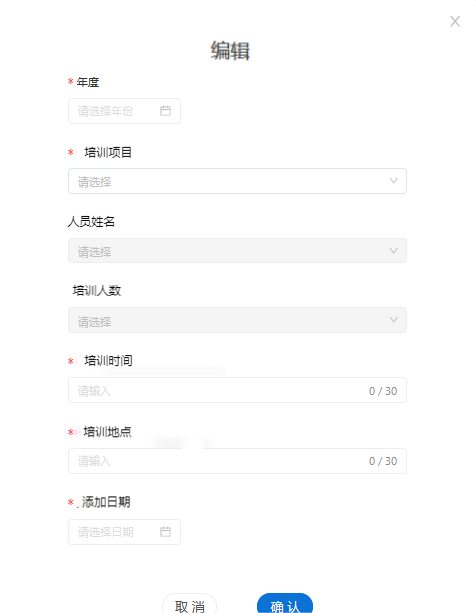 编辑
* 年度
请选择年份
* 培训项目
请选择
人员姓名
请选择
培训人数
请选择
* 培训时间
请输入 0 / 30
* 培训地点
请输入 0 / 30
* 添加日期
请选择日期
取 消 确 认